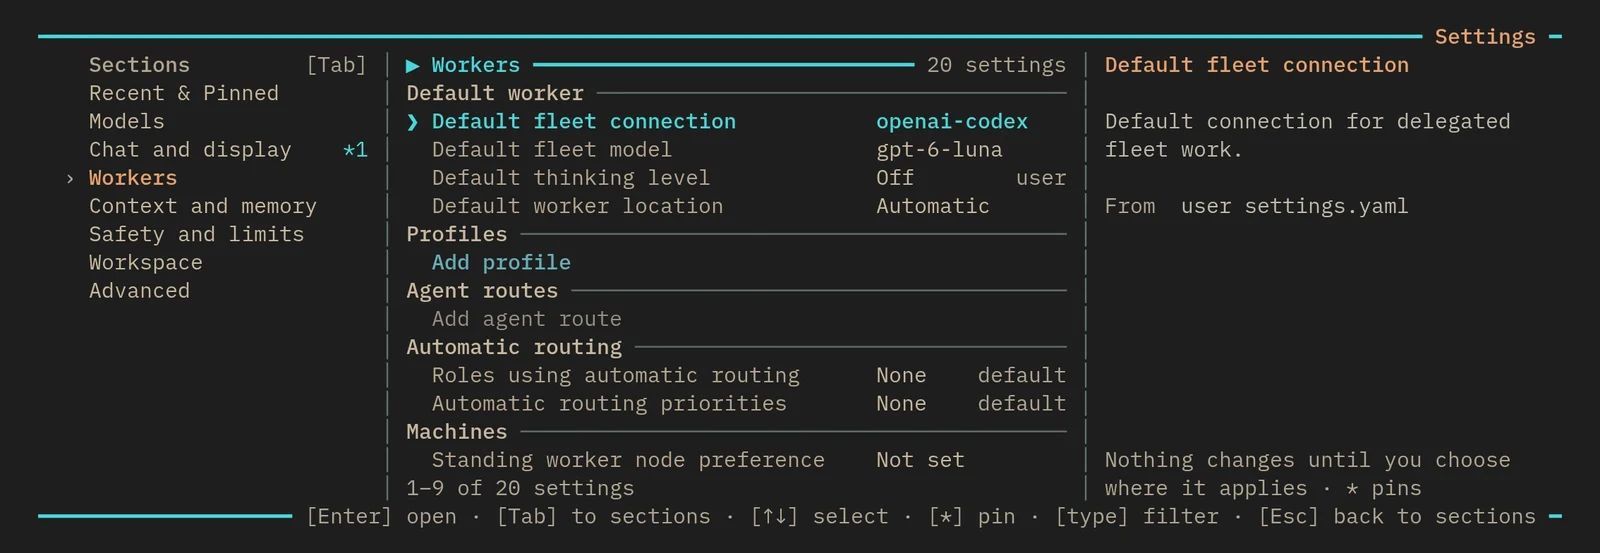 Settings
Sections [Tab]
Recent & Pinned
Models
Chat and display *1
› Workers
Context and memory
Safety and limits
Workspace
Advanced
▶ Workers 20 settings
Default worker
❯ Default fleet connection openai-codex
Default fleet model gpt-6-luna
Default thinking level Off user
Default worker location Automatic
Profiles
Add profile
Agent routes
Add agent route
Automatic routing
Roles using automatic routing None default
Automatic routing priorities None default
Machines
Standing worker node preference Not set
1–9 of 20 settings
Default fleet connection
Default connection for delegated
fleet work.
From user settings.yaml
Nothing changes until you choose
where it applies · * pins
[Enter] open · [Tab] to sections · [↑↓] select · [*] pin · [type] filter · [Esc] back to sections